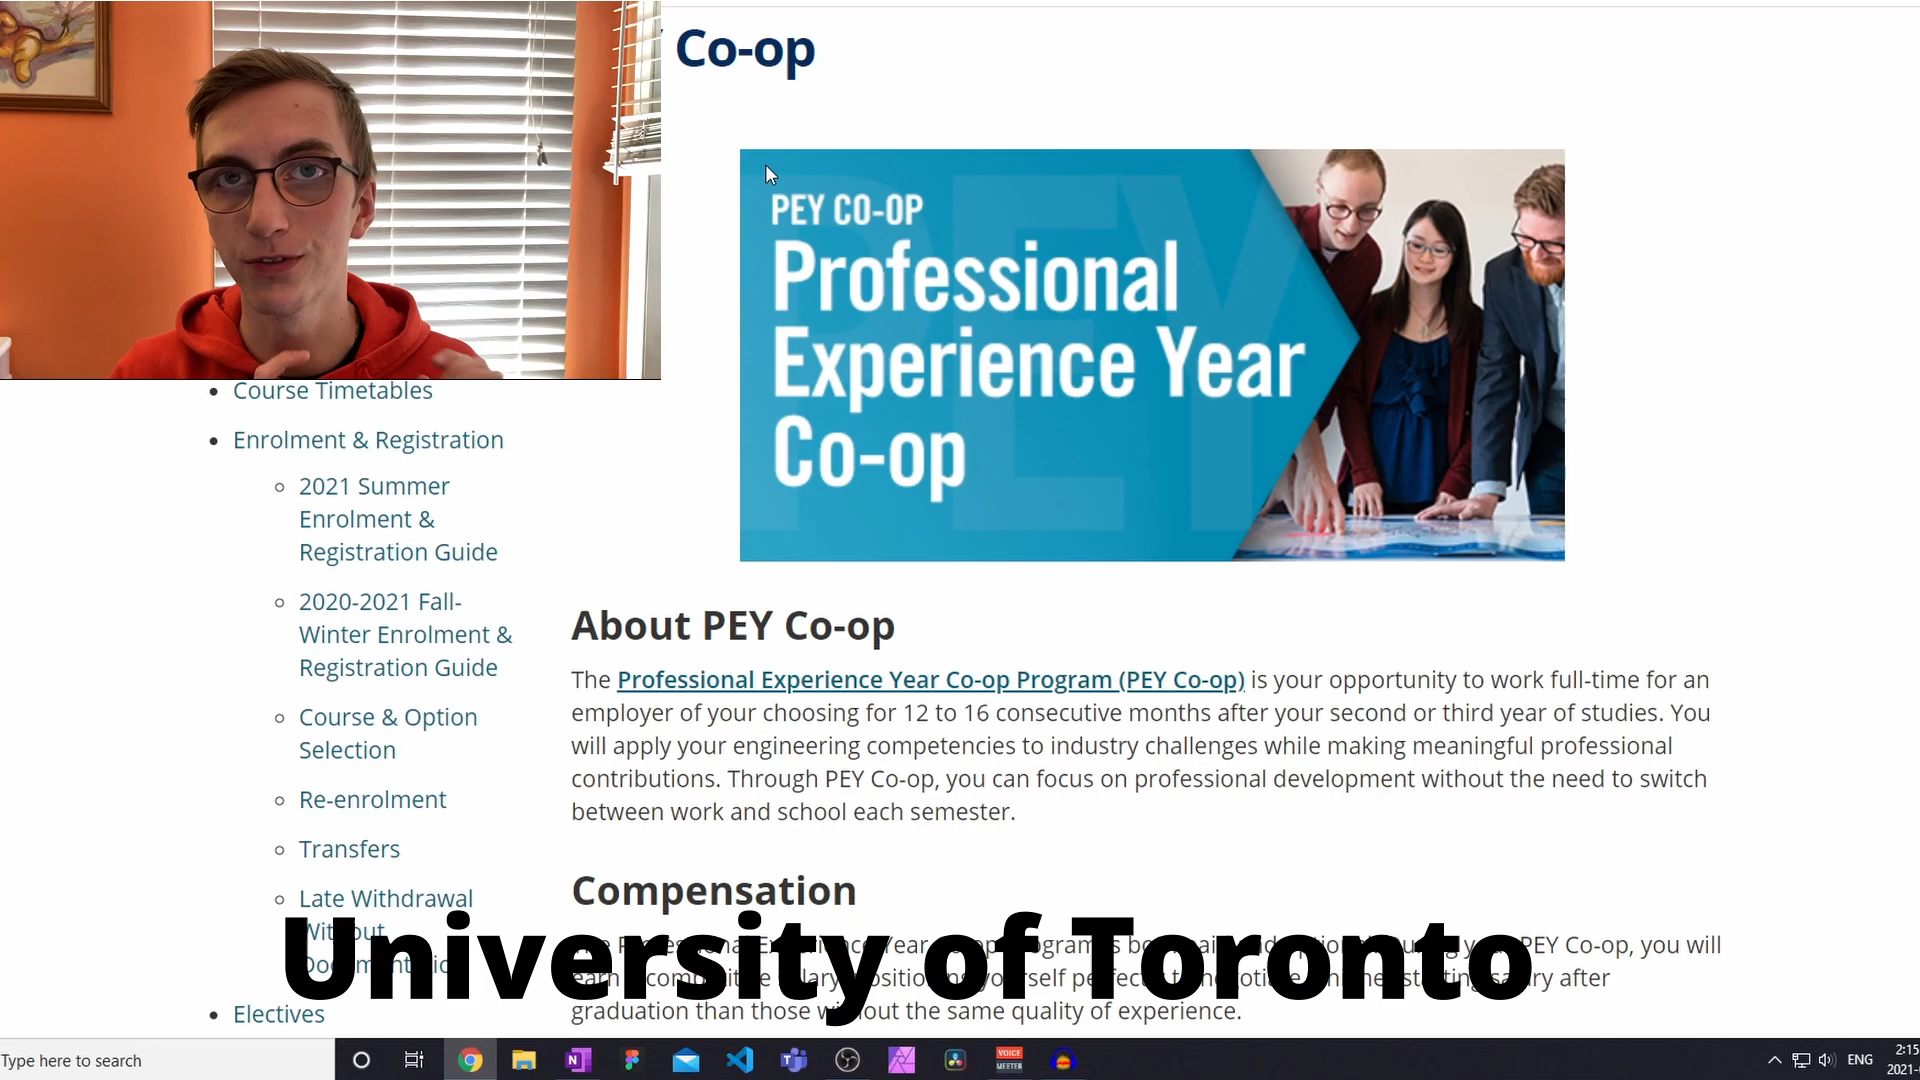 Co-op
PEY CO-OP
Professional
Experience Year
Co-op
Course Timetables
Enrolment & Registration
2021 Summer
Enrolment &
Registration Guide
2020-2021 Fall-
Winter Enrolment &
Registration Guide
Course & Option
Selection
Re-enrolment
Transfers
Late Withdrawal
Electives
About PEY Co-op
The Professional Experience Year Co-op Program (PEY Co-op) is your opportunity to work full-time for an
employer of your choosing for 12 to 16 consecutive months after your second or third year of studies. You
will apply your engineering competencies to industry challenges while making meaningful professional
contributions. Through PEY Co-op, you can focus on professional development without the need to switch
between work and school each semester.
Compensation
PEY Co-op, you will
after
graduation than those without the same quality of experience.
University of Toronto
Type here to search
VOICE
MEETER
ENG
2:15
2021-